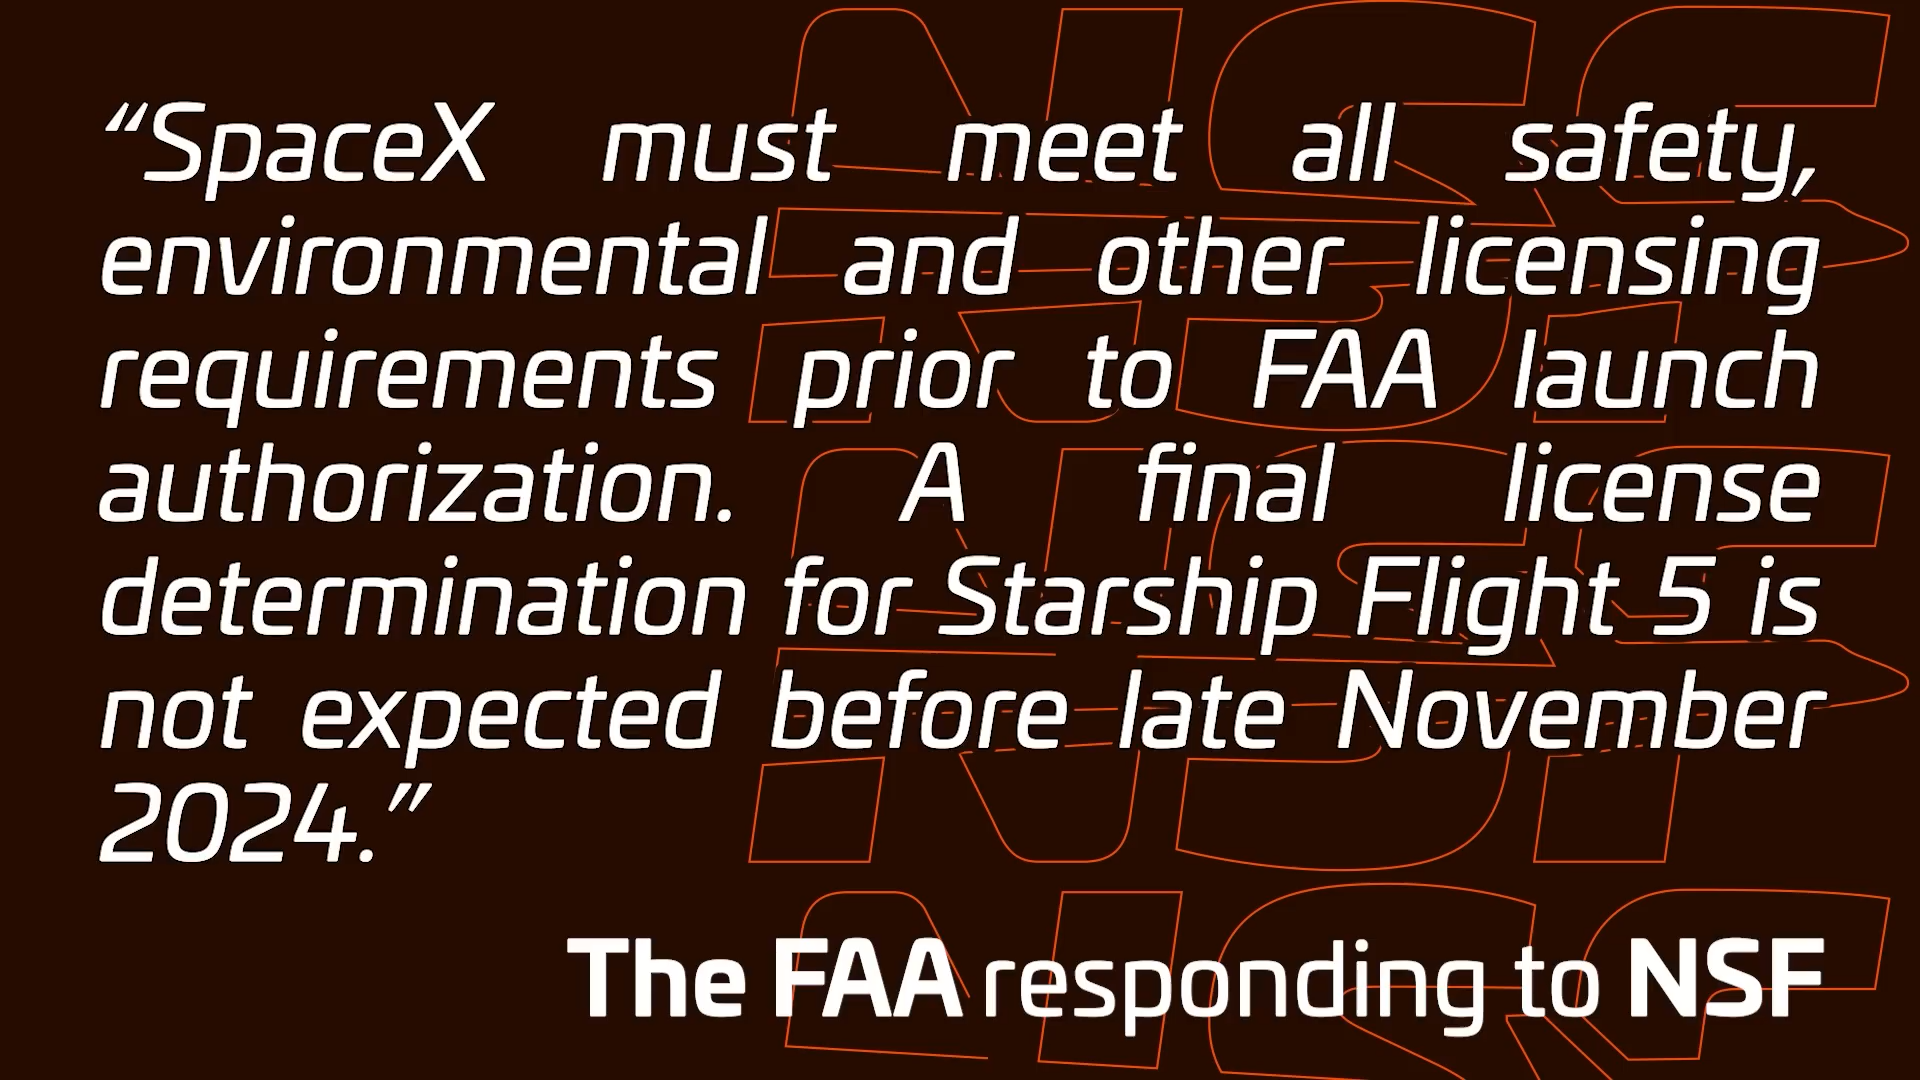 “SpaceX must meet all safety,
environmental and other licensing
requirements prior to FAA launch
authorization. A final license
determination for Starship Flight 5 is
not expected before late November
2024.”
The FAA responding to NSF